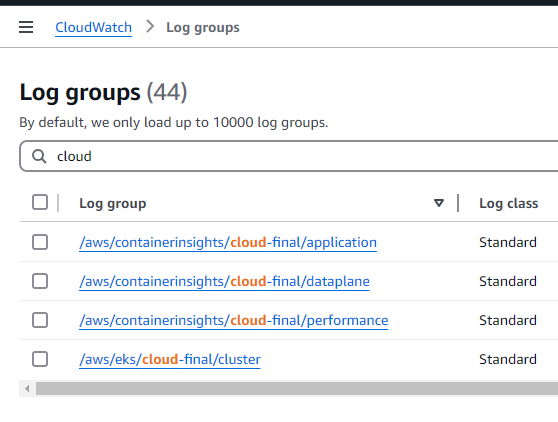 CloudWatch > Log groups
Log groups (44)
By default, we only load up to 10000 log groups.
cloud
Log group Log class
/aws/containerinsights/cloud-final/application Standard
/aws/containerinsights/cloud-final/dataplane Standard
/aws/containerinsights/cloud-final/performance Standard
/aws/eks/cloud-final/cluster Standard